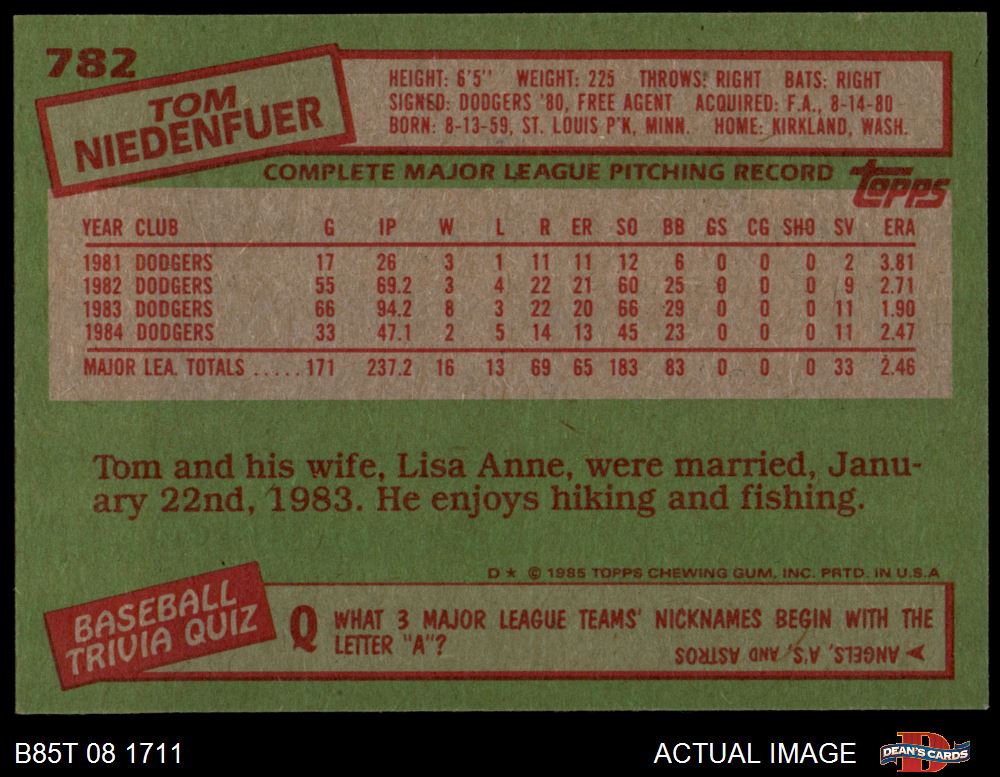 782
TOM
NIEDENFUER
HEIGHT: 6'5" WEIGHT: 225 THROWS: RIGHT BATS: RIGHT
SIGNED: DODGERS '80, FREE AGENT ACQUIRED: F.A., 8-14-80
BORN: 8-13-59, ST. LOUIS P'K, MINN. HOME: KIRKLAND, WASH.
COMPLETE MAJOR LEAGUE PITCHING RECORD
topps
YEAR CLUB G IP W L R ER SO BB GS CG SHO SV ERA
1981 DODGERS 17 26 3 1 11 11 12 6 0 0 0 2 3.81
1982 DODGERS 55 69.2 3 4 22 21 60 25 0 0 0 9 2.71
1983 DODGERS 66 94.2 8 3 22 20 66 29 0 0 0 11 1.90
1984 DODGERS 33 47.1 2 5 14 13 45 23 0 0 0 11 2.47
MAJOR LEA. TOTALS .....171 237.2 16 13 69 65 183 83 0 0 0 33 2.46
Tom and his wife, Lisa Anne, were married, Janu-
ary 22nd, 1983. He enjoys hiking and fishing.
D★ © 1985 TOPPS CHEWING GUM, INC. PRTD. IN U.S.A
BASEBALL
TRIVIA QUIZ
Q WHAT 3 MAJOR LEAGUE TEAMS' NICKNAMES BEGIN WITH THE
LETTER "A"?
ANGELS, A'S, AND ASTROS
B85T 08 1711
ACTUAL IMAGE
D
DEAN'S CARDS